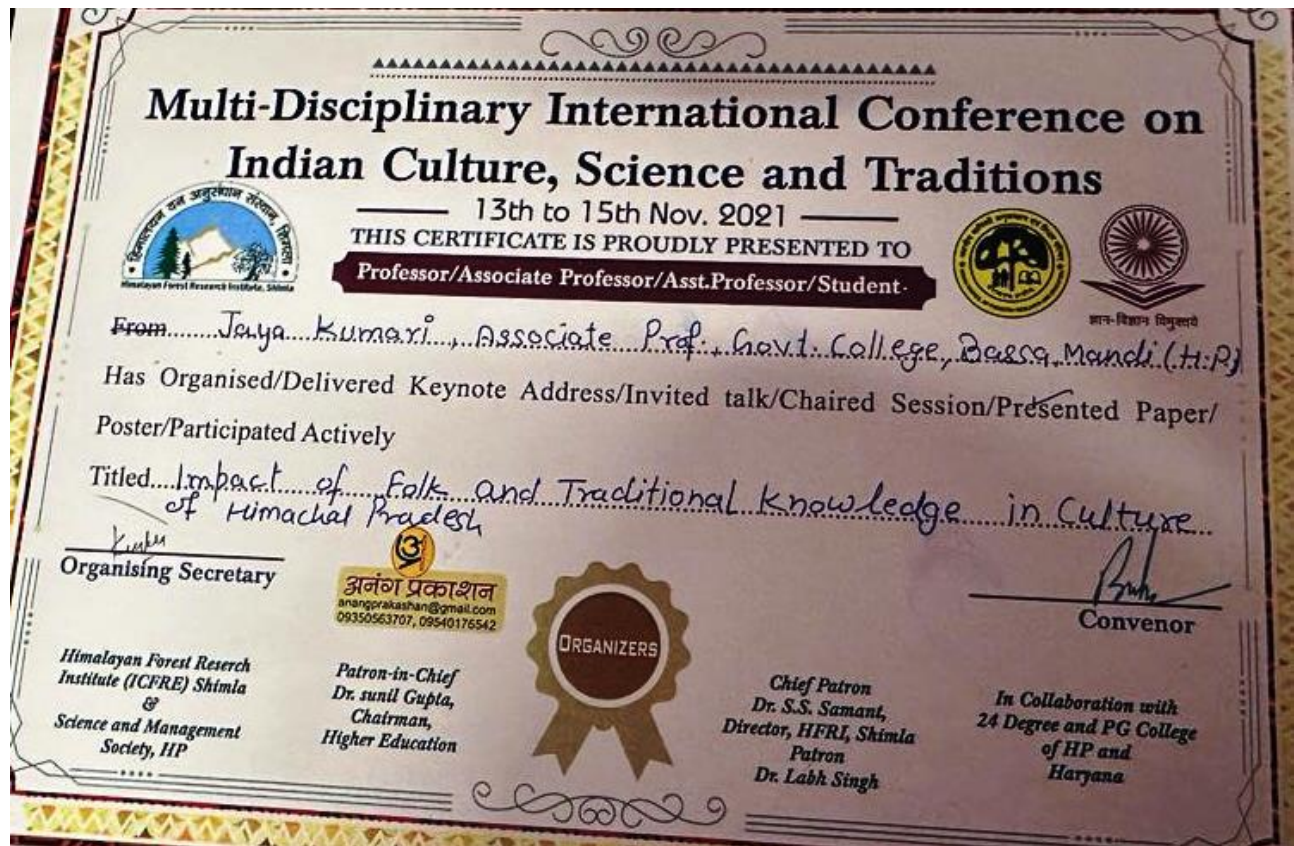 Multi-Disciplinary International Conference on
Indian Culture, Science and Traditions
13th to 15th Nov. 2021
THIS CERTIFICATE IS PROUDLY PRESENTED TO
Professor/Associate Professor/Asst.Professor/Student-
हिमालयन वन अनुसंधान संस्थान, शिमला
Himalayan Forest Research Institute, Shimla
ज्ञान-विज्ञान विमुक्तये
From Jaya Kumari, Associate Prof., Govt. College, Bassa, Mandi (H.P)
Has Organised/Delivered Keynote Address/Invited talk/Chaired Session/Presented Paper/
Poster/Participated Actively
Titled Impact of Folk and Traditional Knowledge in Culture
of Himachal Pradesh
Organising Secretary
अनंग प्रकाशन
anangprakashan@gmail.com
09350563707, 09540176542
ORGANIZERS
Convenor
Himalayan Forest Reserch
Institute (ICFRE) Shimla
&
Science and Management
Society, HP
Patron-in-Chief
Dr. sunil Gupta,
Chairman,
Higher Education
Chief Patron
Dr. S.S. Samant,
Director, HFRI, Shimla
Patron
Dr. Labh Singh
In Collaboration with
24 Degree and PG College
of HP and
Haryana